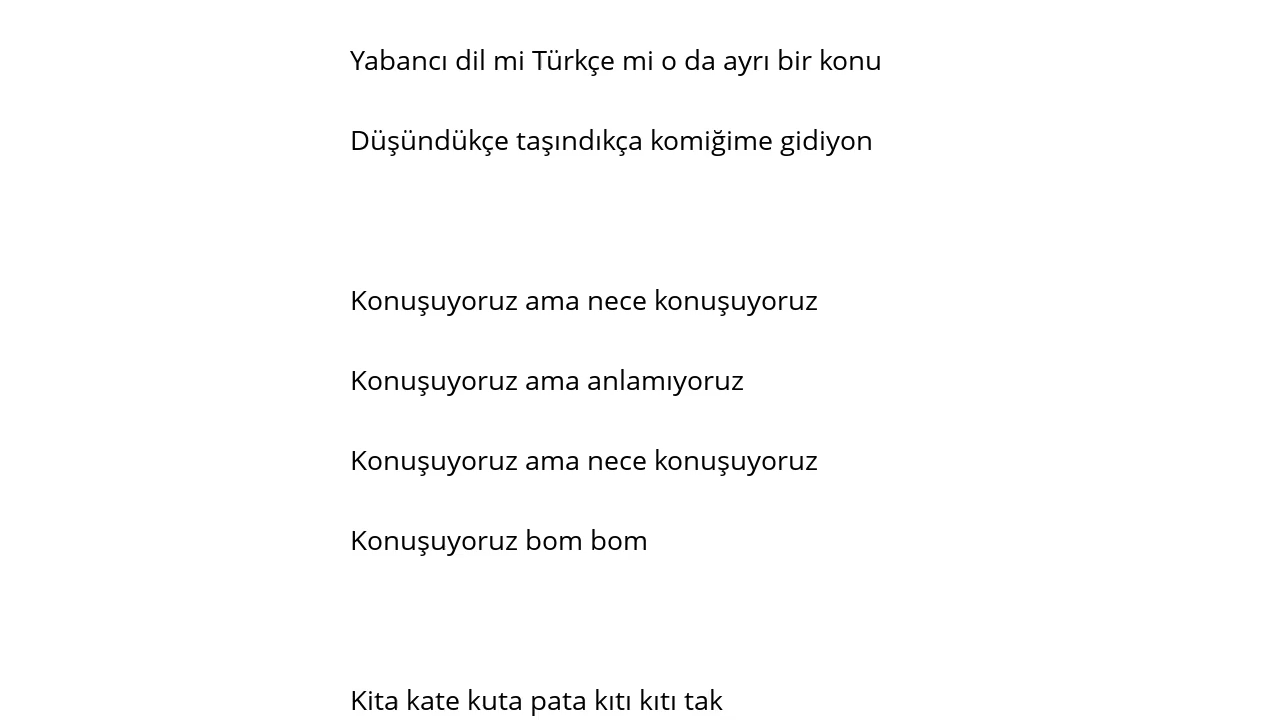 Yabancı dil mi Türkçe mi o da ayrı bir konu
Düşündükçe taşındıkça komiğime gidiyon
Konuşuyoruz ama nece konuşuyoruz
Konuşuyoruz ama anlamıyoruz
Konuşuyoruz ama nece konuşuyoruz
Konuşuyoruz bom bom
Kita kate kuta pata kıtı kıtı tak